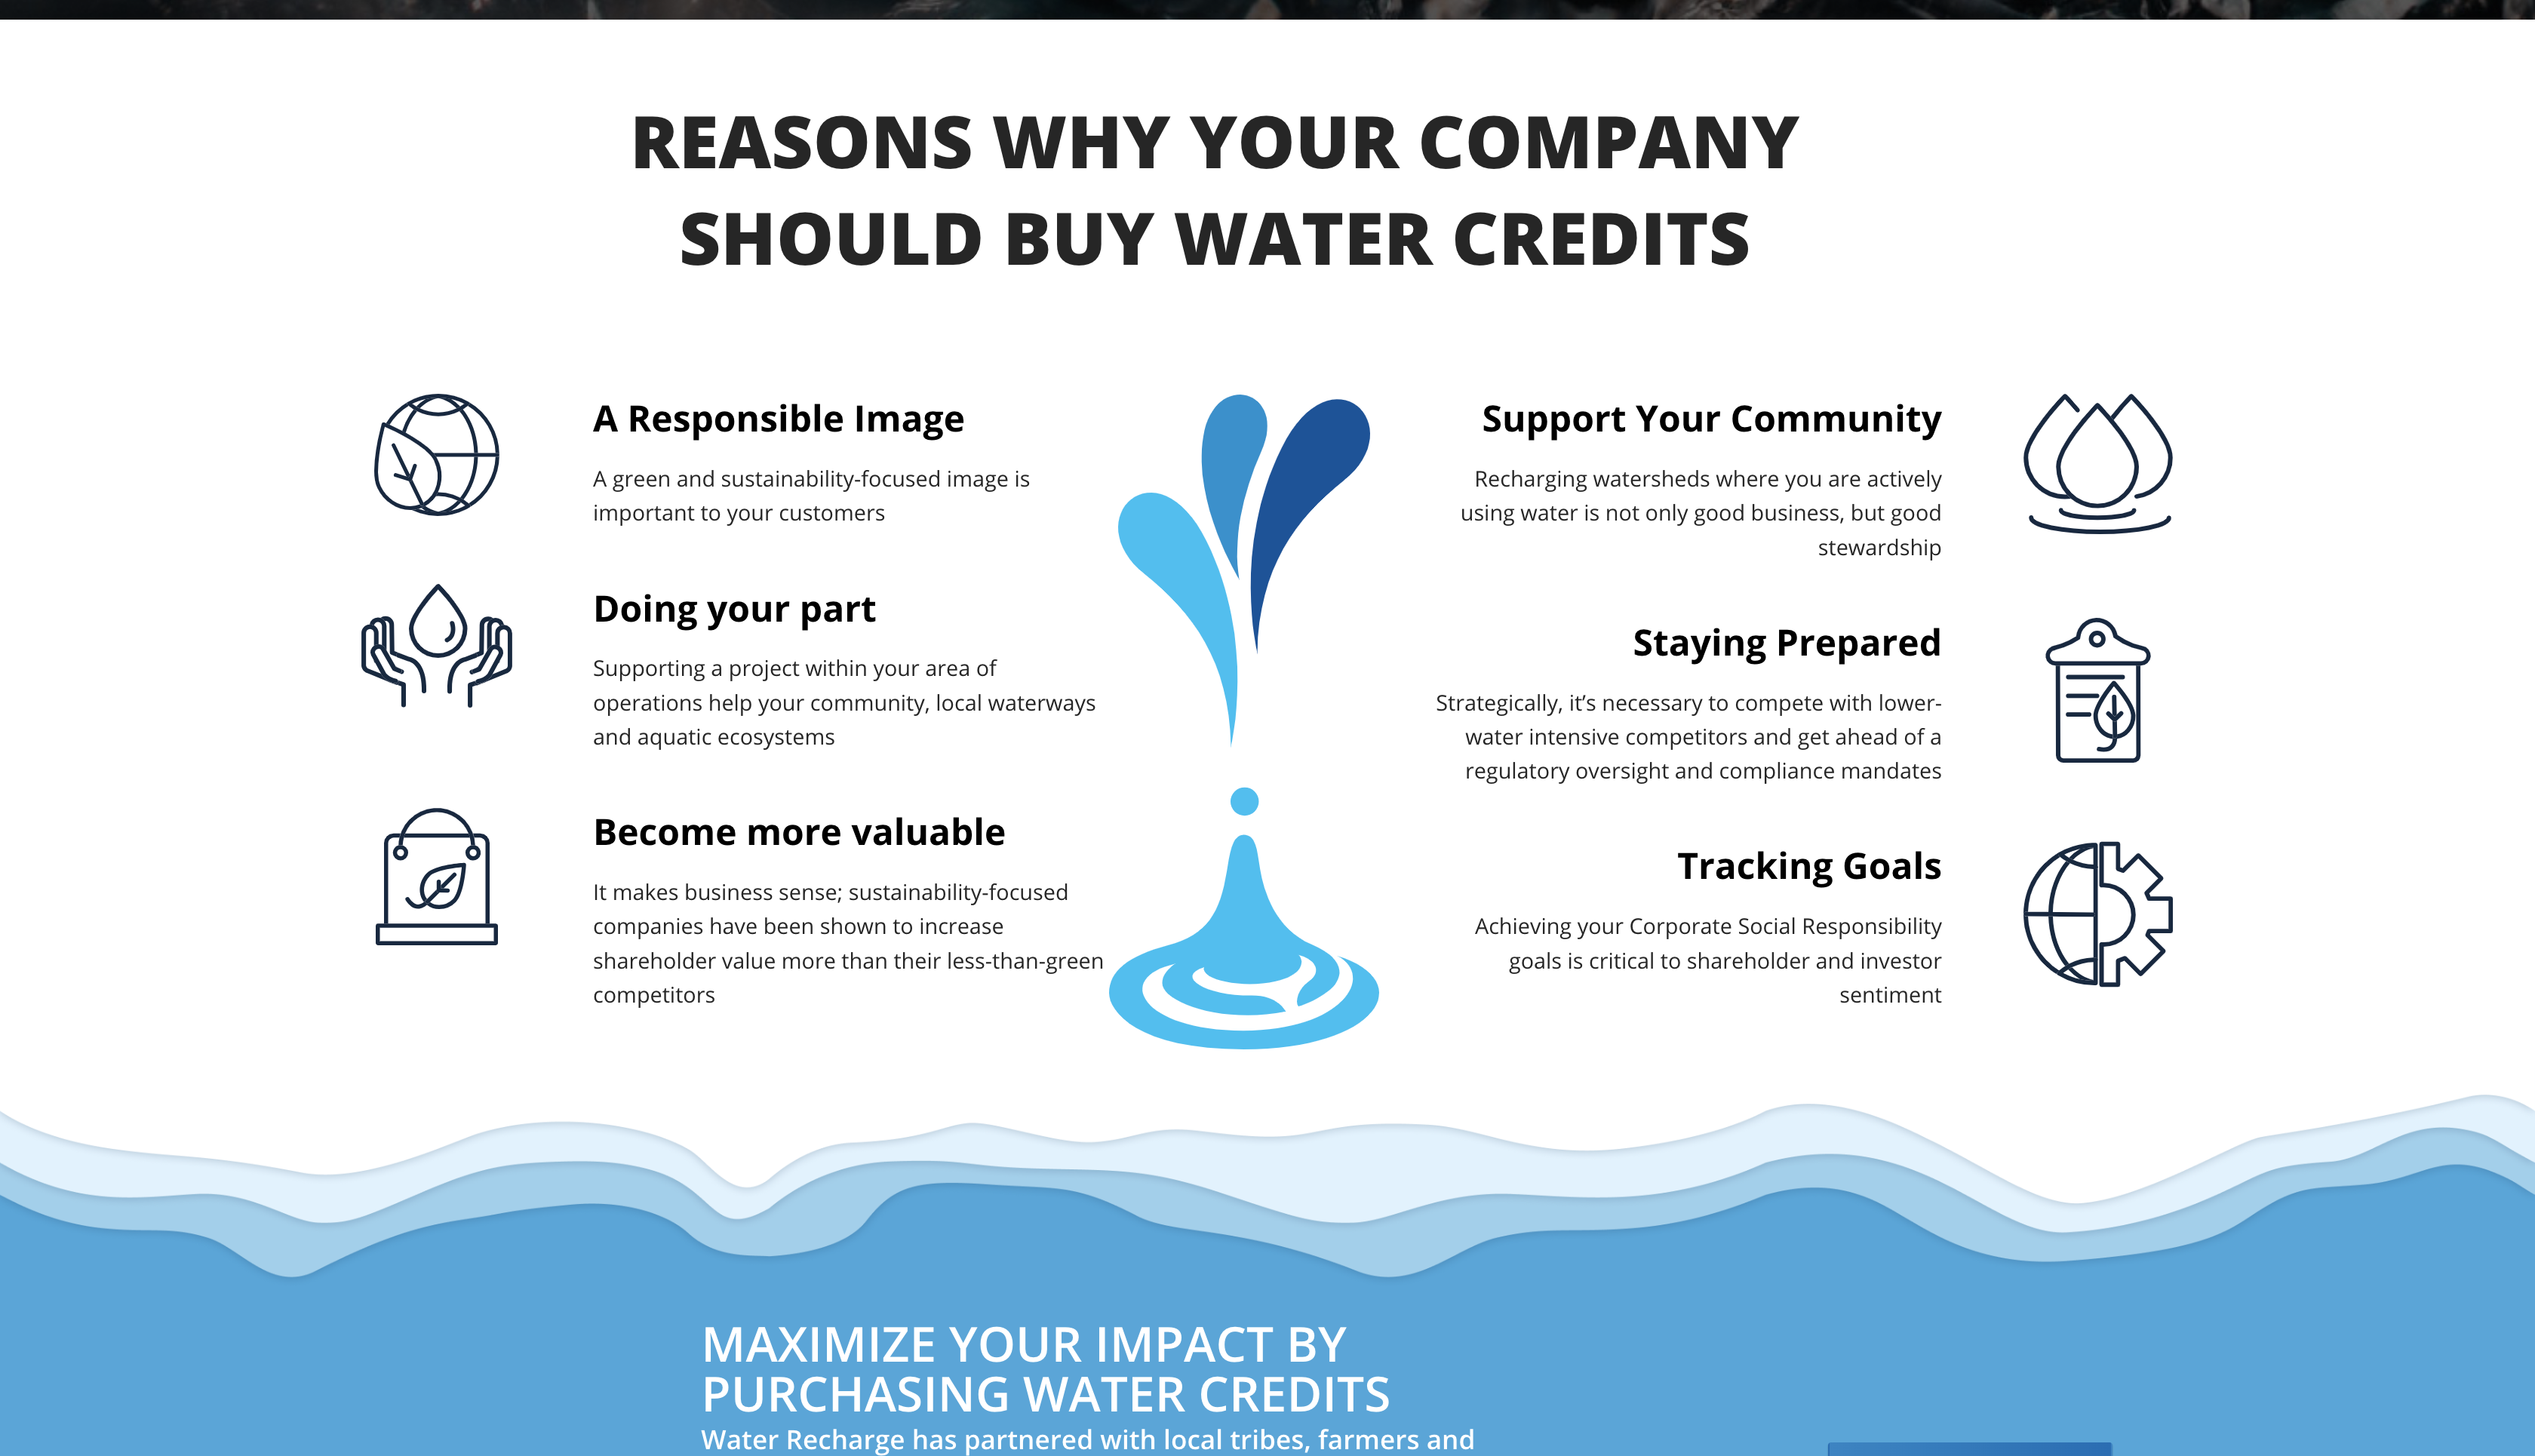 REASONS WHY YOUR COMPANY
SHOULD BUY WATER CREDITS
A Responsible Image
A green and sustainability-focused image is
important to your customers
Doing your part
Supporting a project within your area of
operations help your community, local waterways
and aquatic ecosystems
Become more valuable
It makes business sense; sustainability-focused
companies have been shown to increase
shareholder value more than their less-than-green
competitors
Support Your Community
Recharging watersheds where you are actively
using water is not only good business, but good
stewardship
Staying Prepared
Strategically, it’s necessary to compete with lower-
water intensive competitors and get ahead of a
regulatory oversight and compliance mandates
Tracking Goals
Achieving your Corporate Social Responsibility
goals is critical to shareholder and investor
sentiment
MAXIMIZE YOUR IMPACT BY
PURCHASING WATER CREDITS
Water Recharge has partnered with local tribes, farmers and